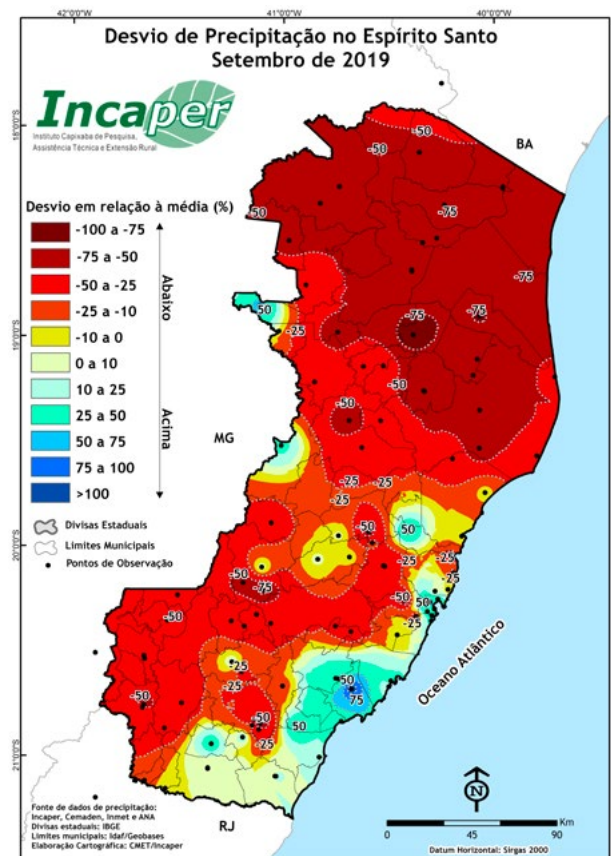 42°0'0"O 41°0'0"O 40°0'0"O
Desvio de Precipitação no Espírito Santo
Setembro de 2019
Incaper
Instituto Capixaba de Pesquisa,
Assistência Técnica e Extensão Rural
18°0'0"S
19°0'0"S
20°0'0"S
21°0'0"S
Desvio em relação à média (%)
-100 a -75
-75 a -50
-50 a -25
-25 a -10
-10 a 0
0 a 10
10 a 25
25 a 50
50 a 75
75 a 100
>100
Abaixo
Acima
Divisas Estaduais
Limites Municipais
Pontos de Observação
BA
MG
RJ
Oceano Atlântico
-50
-50
-50
-75
-75
50
-75
-75
-25
-50
-50
-25
-25
-25
-50
50
-25
-25
-50
-75
-50
50
-50
-25
-25
-25
50
75
-50
-50
50
-25
Fonte de dados de precipitação:
Incaper, Cemaden, Inmet e ANA
Divisas estaduais: IBGE
Limites municipais: Idaf/Geobases
Elaboração Cartográfica: CMET/Incaper
N
Km
0 45 90
Datum Horizontal: Sirgas 2000